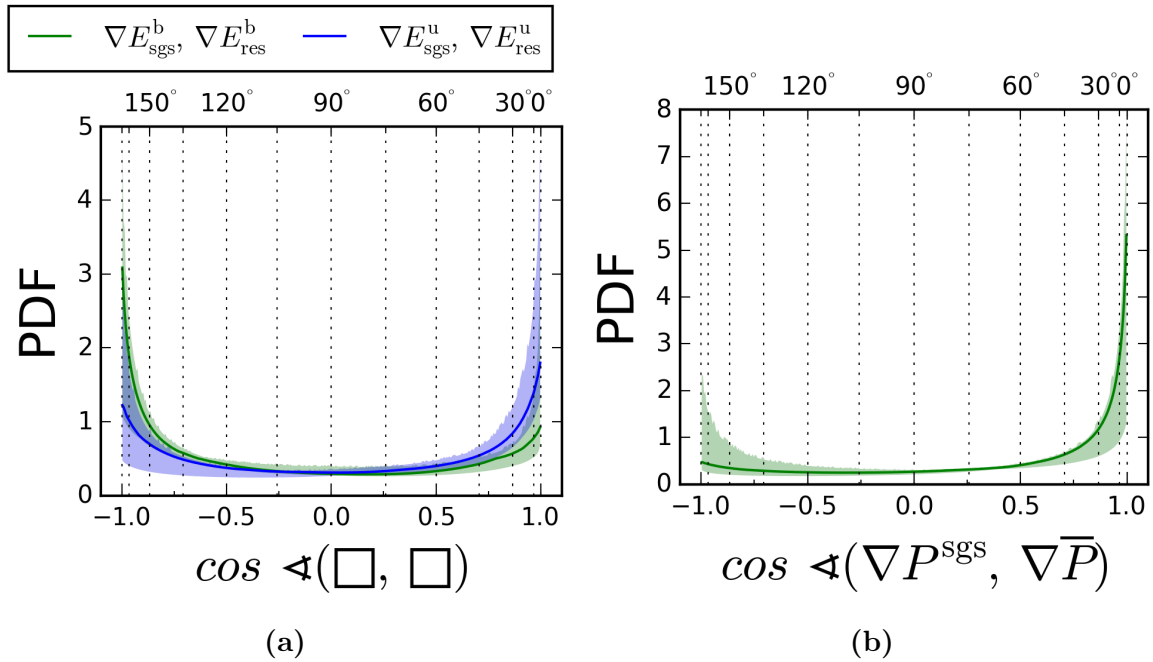 ∇E^b_sgs, ∇E^b_res ∇E^u_sgs, ∇E^u_res
150° 120° 90° 60° 30° 0°
5
4
3
2
1
0
PDF
−1.0 −0.5 0.0 0.5 1.0
cos ∢(□, □)
(a)
150° 120° 90° 60° 30° 0°
8
7
6
5
4
3
2
1
0
PDF
−1.0 −0.5 0.0 0.5 1.0
cos ∢(∇P^sgs, ∇P̅)
(b)